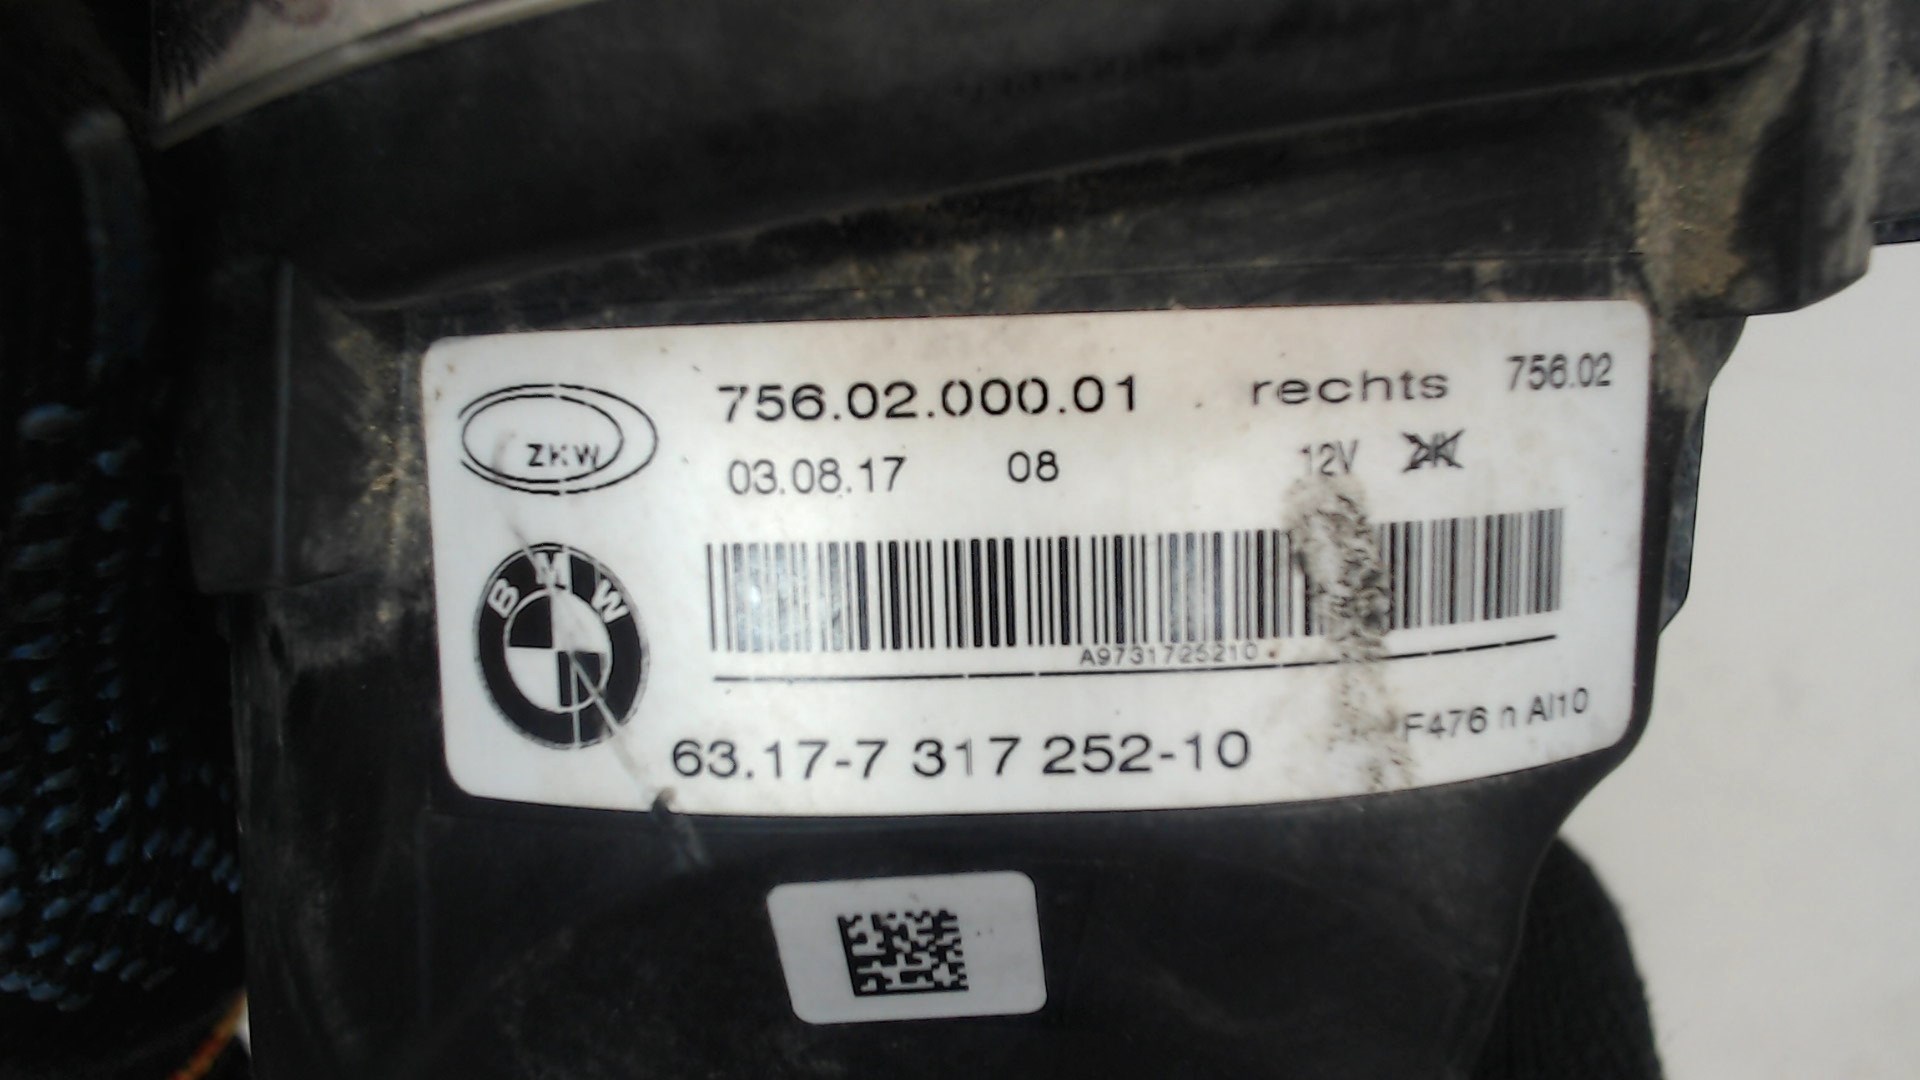 756.02.000.01 rechts 756.02
ZKW
03.08.17 08 12V
BMW
A9731725210
63.17-7 317 252-10 F476 n Al10